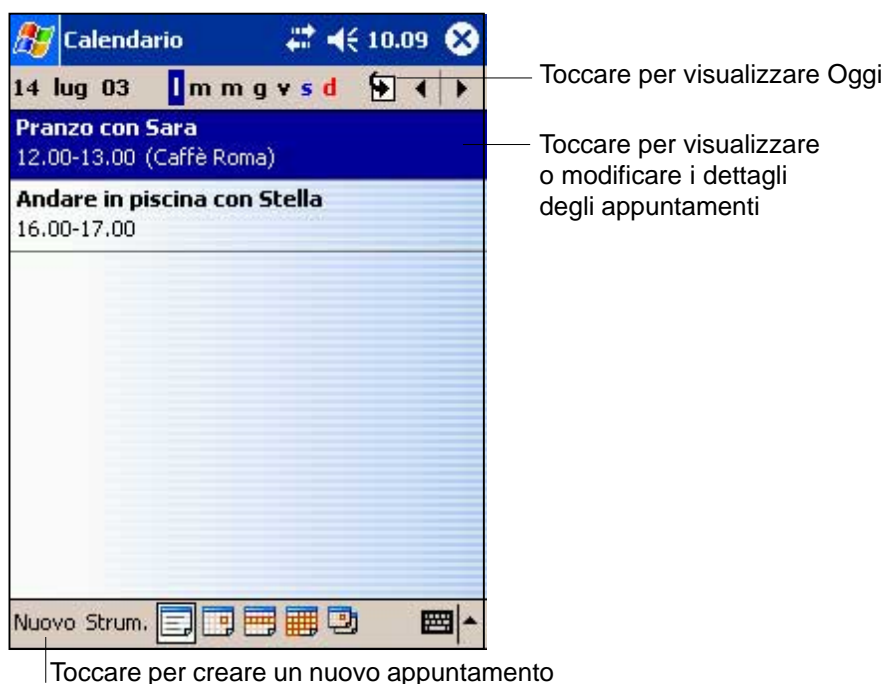 Calendario 10.09
14 lug 03 l m m g v s d
Toccare per visualizzare Oggi
Pranzo con Sara
12.00-13.00 (Caffè Roma)
Toccare per visualizzare
o modificare i dettagli
degli appuntamenti
Andare in piscina con Stella
16.00-17.00
Nuovo Strum.
Toccare per creare un nuovo appuntamento